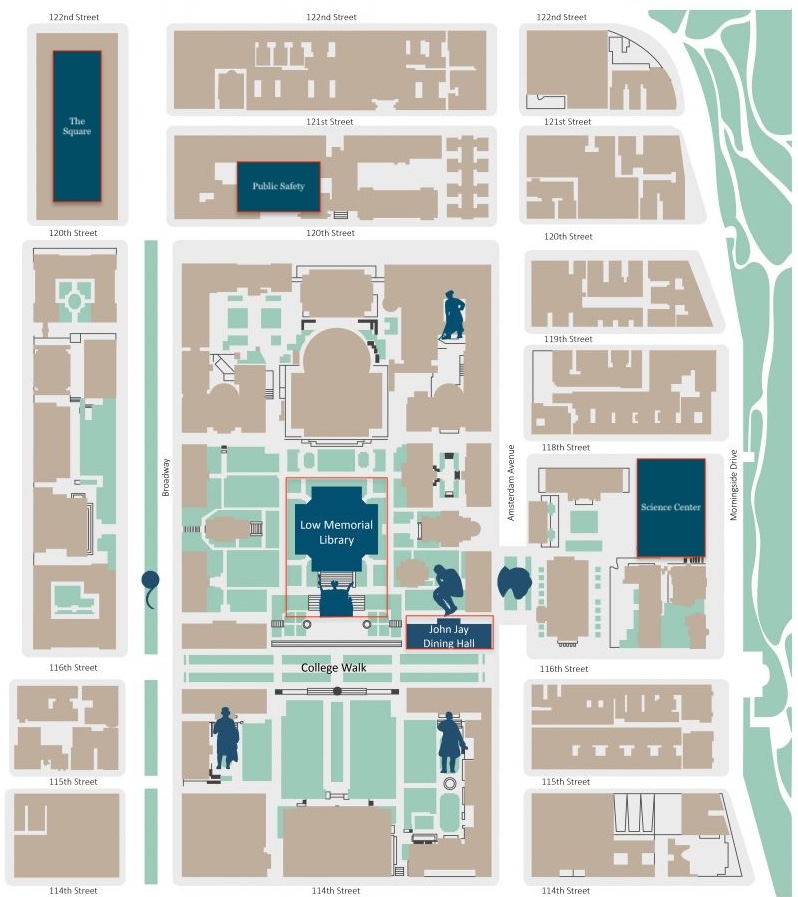 122nd Street
122nd Street
122nd Street
The
Square
121st Street
121st Street
Public Safety
120th Street
120th Street
120th Street
119th Street
118th Street
Broadway
Amsterdam Avenue
Morningside Drive
Science Center
Low Memorial
Library
John Jay
Dining Hall
116th Street
College Walk
116th Street
115th Street
115th Street
114th Street
114th Street
114th Street